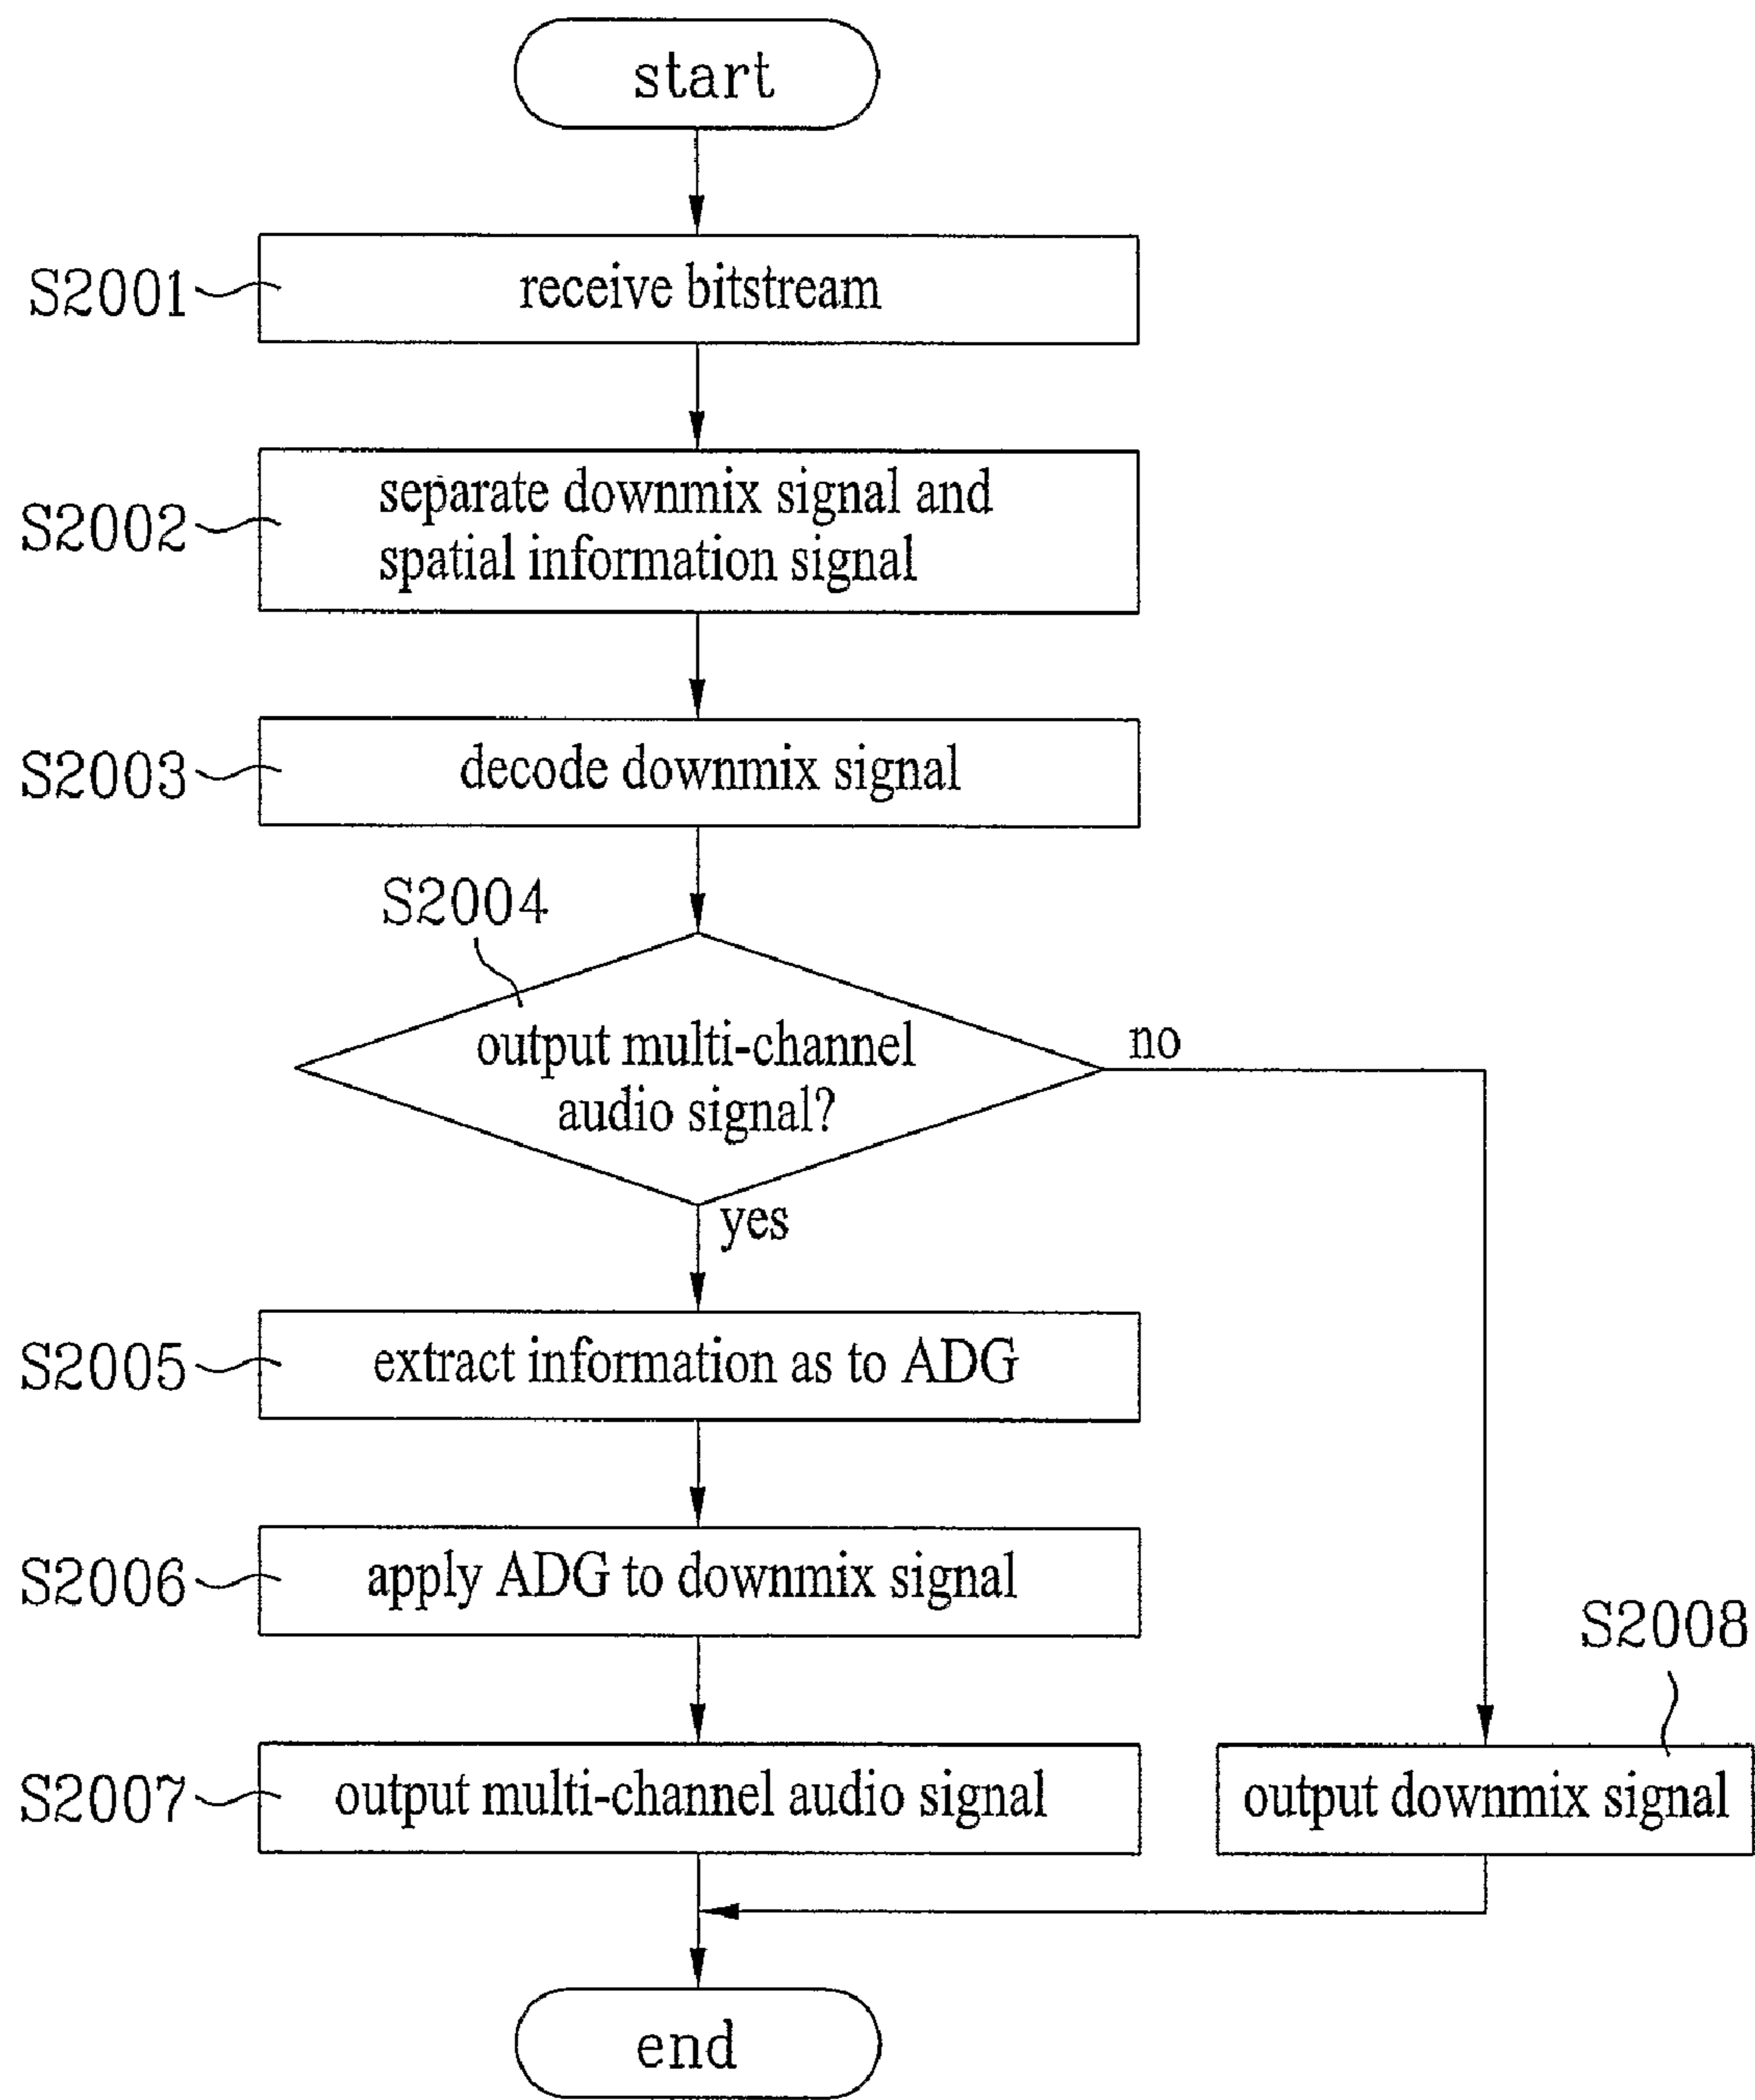 start
S2001
receive bitstream
S2002
separate downmix signal and
spatial information signal
S2003
decode downmix signal
S2004
output multi-channel
audio signal?
no
yes
S2005
extract information as to ADG
S2006
apply ADG to downmix signal
S2007
output multi-channel audio signal
S2008
output downmix signal
end